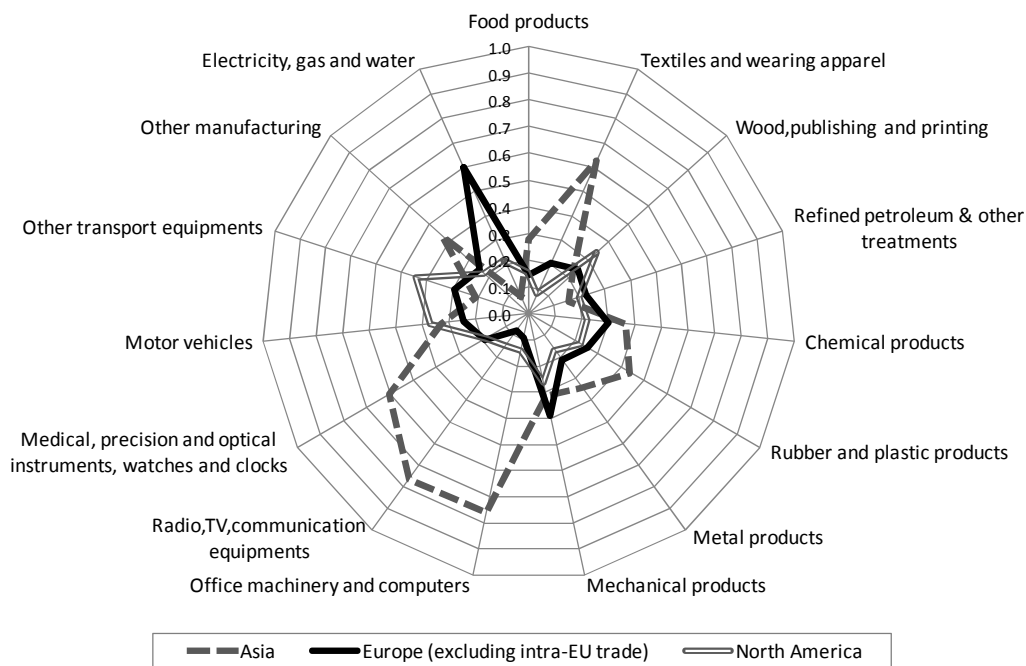 Food products
Textiles and wearing apparel
Wood,publishing and printing
Refined petroleum & other
treatments
Chemical products
Rubber and plastic products
Metal products
Mechanical products
Office machinery and computers
Radio,TV,communication
equipments
Medical, precision and optical
instruments, watches and clocks
Motor vehicles
Other transport equipments
Other manufacturing
Electricity, gas and water
1.0
0.9
0.8
0.7
0.6
0.5
0.4
0.3
0.2
0.1
0.0
Asia
Europe (excluding intra-EU trade)
North America